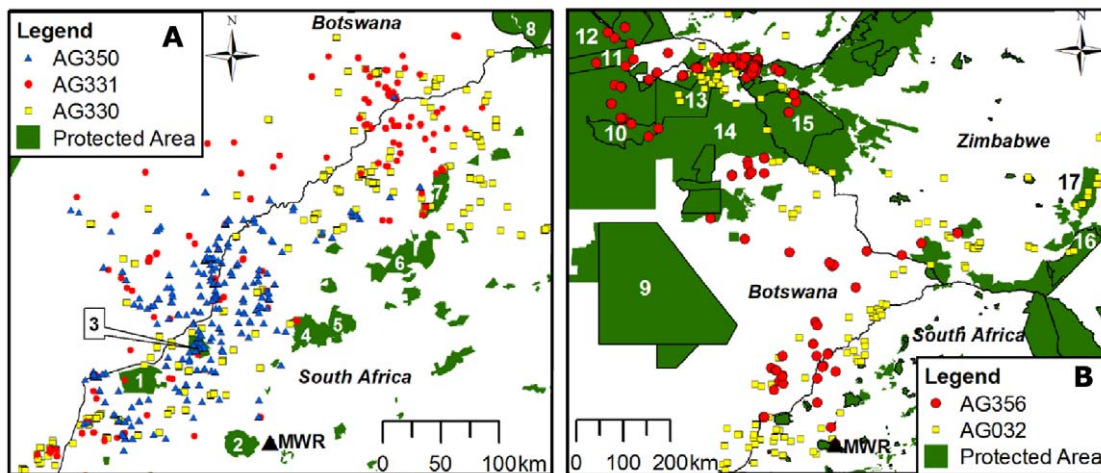 Legend
A
AG350
AG331
AG330
Protected Area
N
Botswana
8
7
6
3
4
5
1
2
South Africa
MWR
0
50
100km
N
12
11
13
10
14
15
Zimbabwe
17
16
9
Botswana
South Africa
Legend
B
AG356
AG032
Protected Area
0
100
200km
MWR